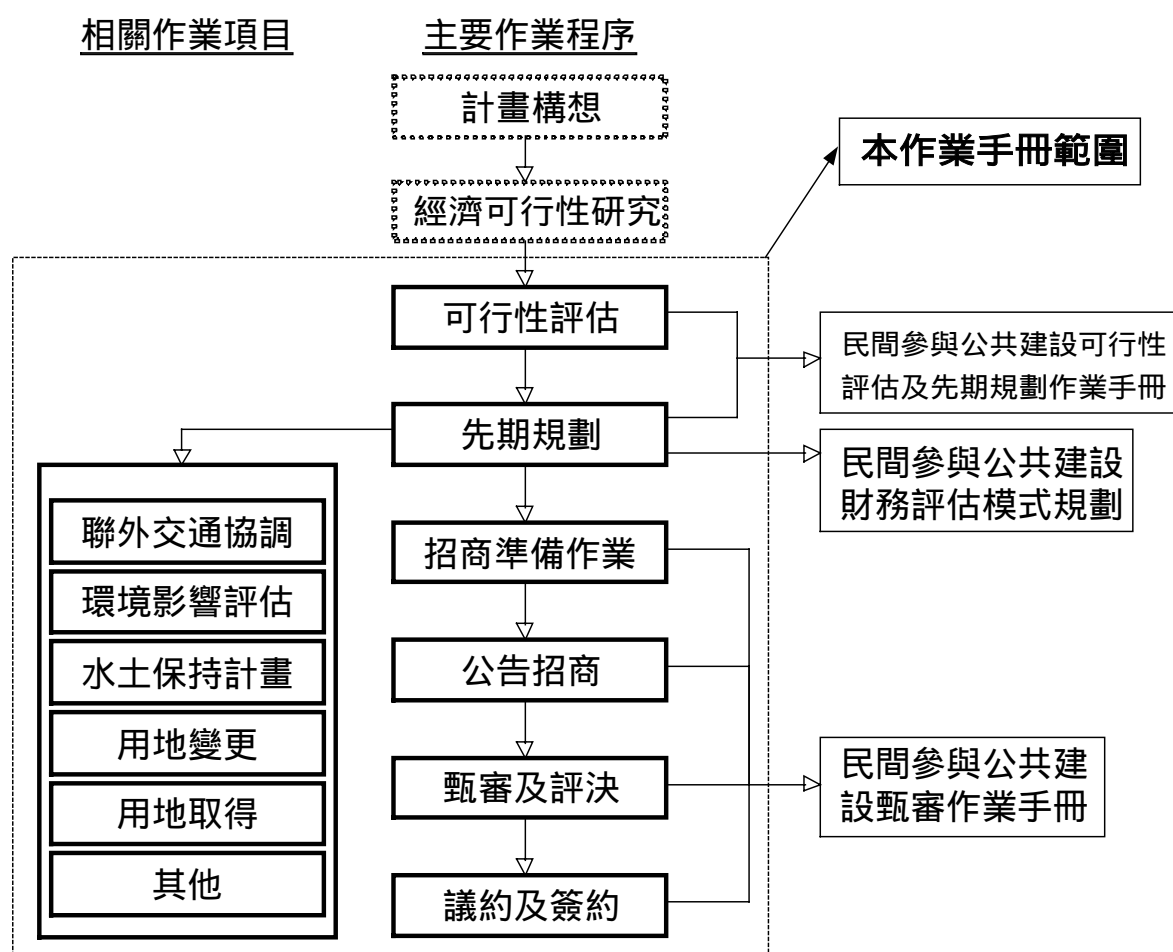 相關作業項目
主要作業程序
計畫構想
本作業手冊範圍
經濟可行性研究
可行性評估
民間參與公共建設可行性
評估及先期規劃作業手冊
先期規劃
民間參與公共建設
財務評估模式規劃
聯外交通協調
環境影響評估
水土保持計畫
用地變更
用地取得
其他
招商準備作業
公告招商
甄審及評決
議約及簽約
民間參與公共建
設甄審作業手冊